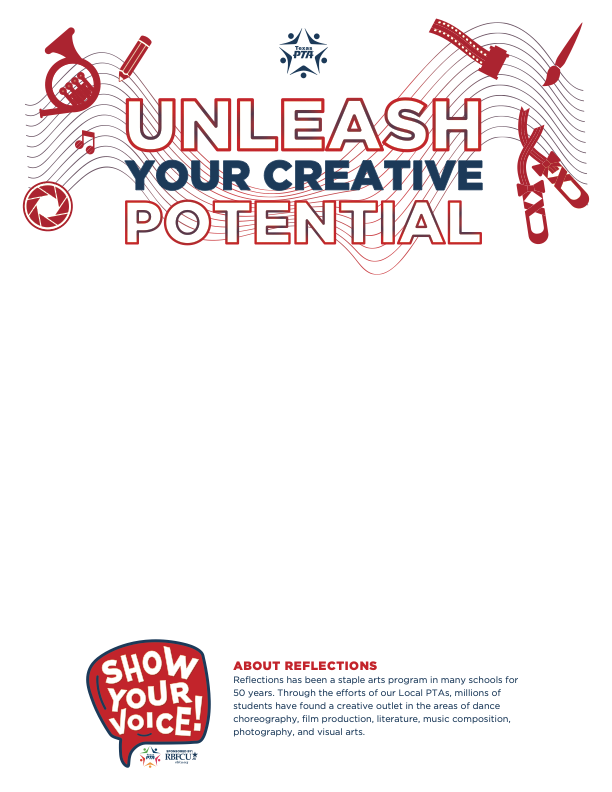 Texas
PTA
UNLEASH
YOUR CREATIVE
POTENTIAL
SHOW
YOUR
VOICE!
PTA
SPONSORED BY:
RBFCU
ABOUT REFLECTIONS
Reflections has been a staple arts program in many schools for
50 years. Through the efforts of our Local PTAs, millions of
students have found a creative outlet in the areas of dance
choreography, film production, literature, music composition,
photography, and visual arts.